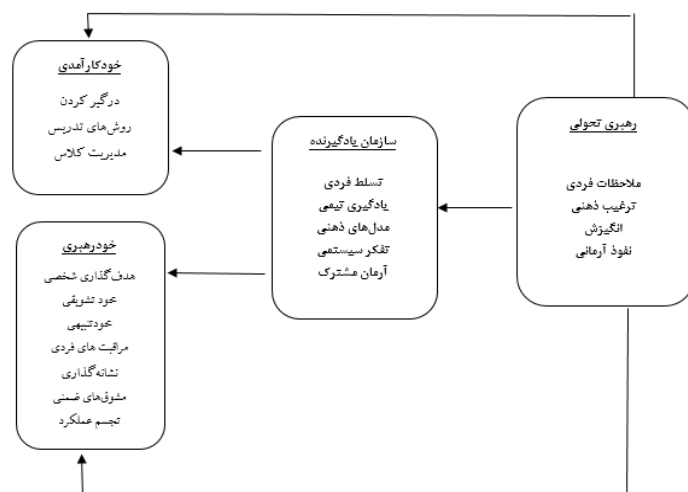 رهبری تحولی
ملاحظات فردی
ترغیب ذهنی
انگیزش
نفوذ آرمانی
سازمان یادگیرنده
تسلط فردی
یادگیری تیمی
مدل‌های ذهنی
تفکر سیستمی
آرمان مشترک
خودکارآمدی
درگیر کردن
روش‌های تدریس
مدیریت کلاس
خودرهبری
هدف‌گذاری شخصی
خود تشویقی
خودتنبیهی
مراقبت های فردی
نشانه‌گذاری
مشوق‌های ضمنی
تجسم عملکرد